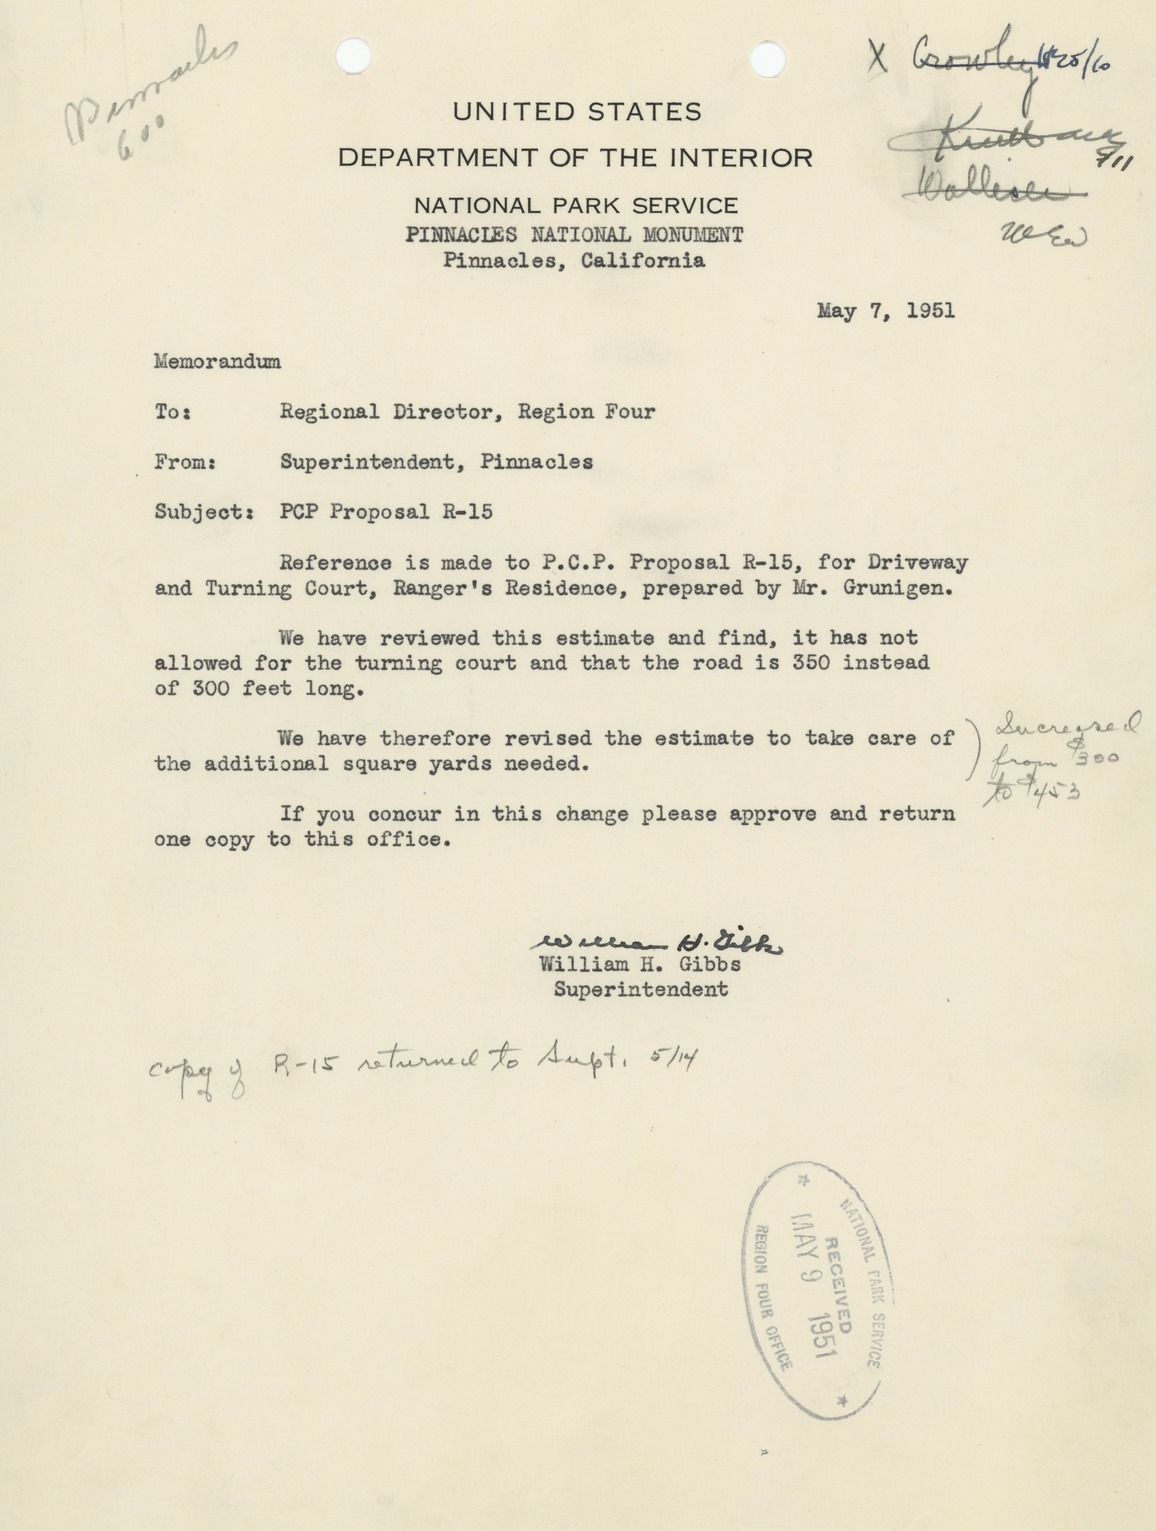 Pinnacles
600
X Crowley
UNITED STATES
DEPARTMENT OF THE INTERIOR
NATIONAL PARK SERVICE
PINNACLES NATIONAL MONUMENT
Pinnacles, California
May 7, 1951
Memorandum
To: Regional Director, Region Four
From: Superintendent, Pinnacles
Subject: PCP Proposal R-15
Reference is made to P.C.P. Proposal R-15, for Driveway
and Turning Court, Ranger's Residence, prepared by Mr. Grunigen.
We have reviewed this estimate and find, it has not
allowed for the turning court and that the road is 350 instead
of 300 feet long.
We have therefore revised the estimate to take care of
the additional square yards needed.
Increased
from $300
to $453
If you concur in this change please approve and return
one copy to this office.
William H. Gibbs
William H. Gibbs
Superintendent
copy of R-15 returned to Supt. 5/14
NATIONAL PARK SERVICE
RECEIVED
MAY 9 1951
REGION FOUR OFFICE